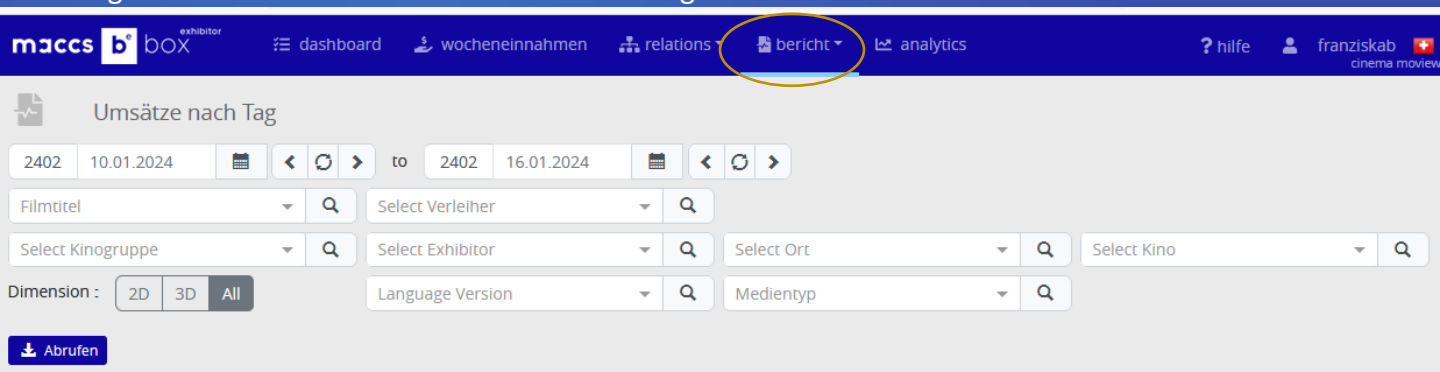 maccs be box exhibitor dashboard wocheneinnahmen relations bericht analytics ? hilfe franziskab
cinema moview
Umsätze nach Tag
2402 10.01.2024 to 2402 16.01.2024
Filmtitel Select Verleiher
Select Kinogruppe Select Exhibitor Select Ort Select Kino
Dimension : 2D 3D All Language Version Medientyp
Abrufen